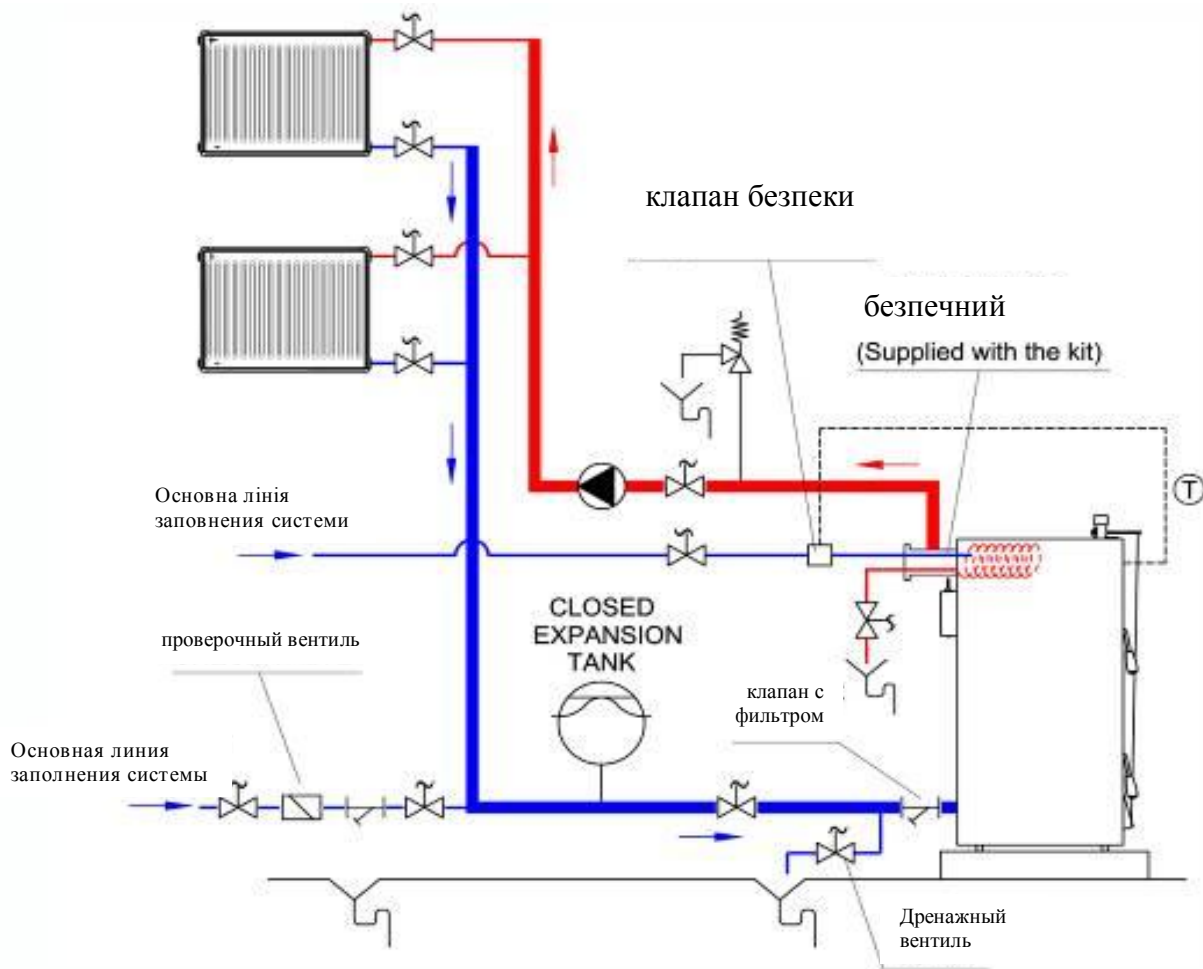 клапан безпеки
безпечний
(Supplied with the kit)
T
Основна лінія
заповнения системи
CLOSED
EXPANSION
TANK
проверочный вентиль
клапан с
фильтром
Основная линия
заполнения системы
Дренажный
вентиль